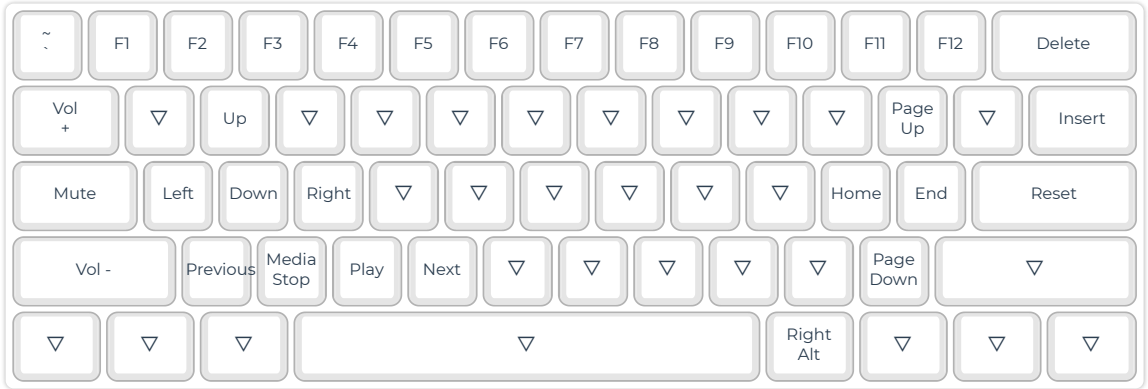 ~
`
F1
F2
F3
F4
F5
F6
F7
F8
F9
F10
F11
F12
Delete
Vol
+
▽
Up
▽
▽
▽
▽
▽
▽
▽
▽
Page
Up
▽
Insert
Mute
Left
Down
Right
▽
▽
▽
▽
▽
▽
Home
End
Reset
Vol -
Previous
Media
Stop
Play
Next
▽
▽
▽
▽
▽
Page
Down
▽
▽
▽
▽
▽
Right
Alt
▽
▽
▽